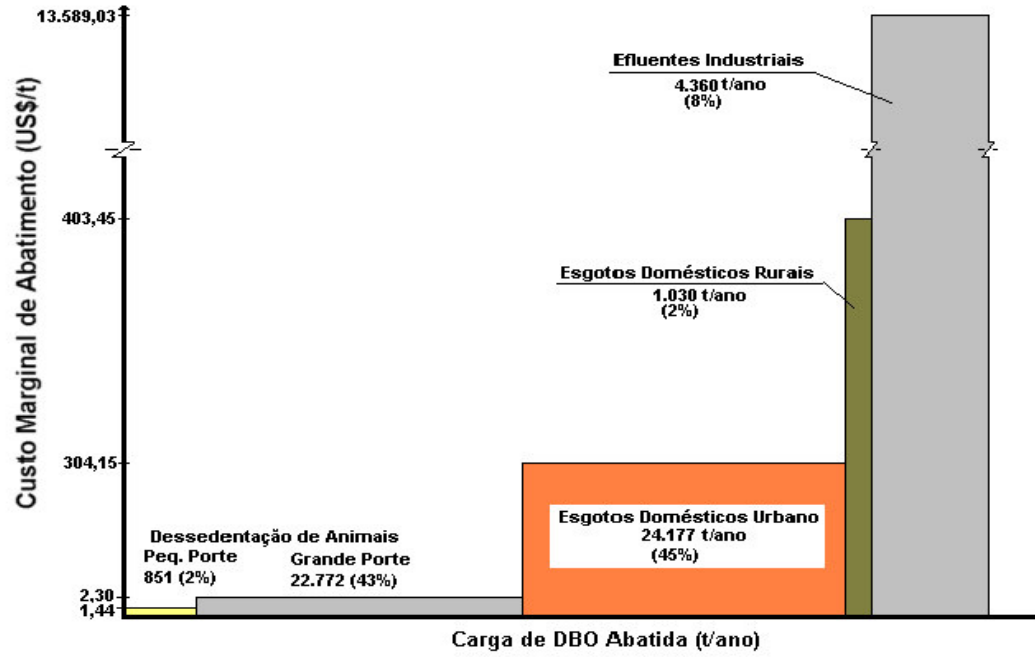 Custo Marginal de Abatimento (US$/t)
13.589,03
403,45
304,15
2,30
1,44
Efluentes Industriais
4.360 t/ano
(8%)
Esgotos Domésticos Rurais
1.030 t/ano
(2%)
Esgotos Domésticos Urbano
24.177 t/ano
(45%)
Dessedentação de Animais
Peq. Porte
851 (2%)
Grande Porte
22.772 (43%)
Carga de DBO Abatida (t/ano)